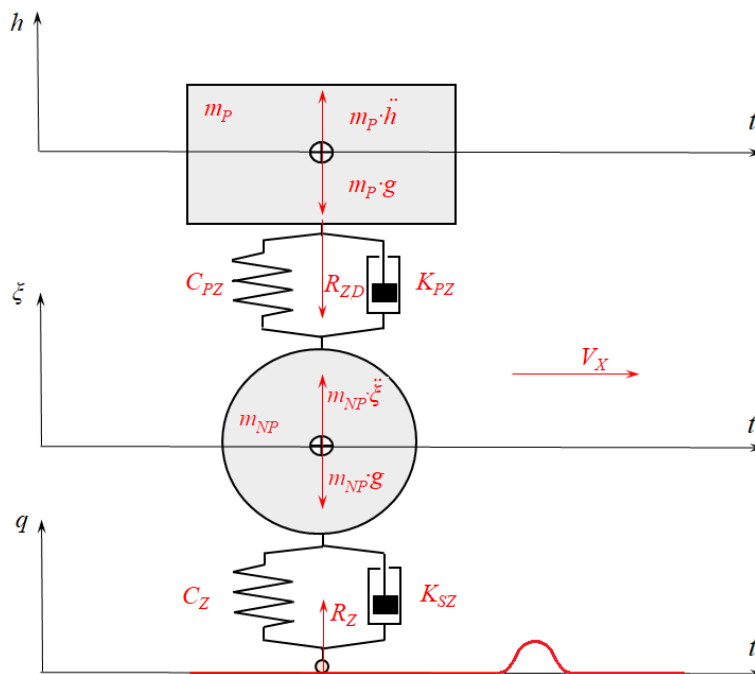 h
m_P
m_P·ḧ
t
m_P·g
C_PZ
R_ZD
K_PZ
ξ
V_X
m_NP·ξ̈
m_NP
t
m_NP·g
q
C_Z
R_Z
K_SZ
t